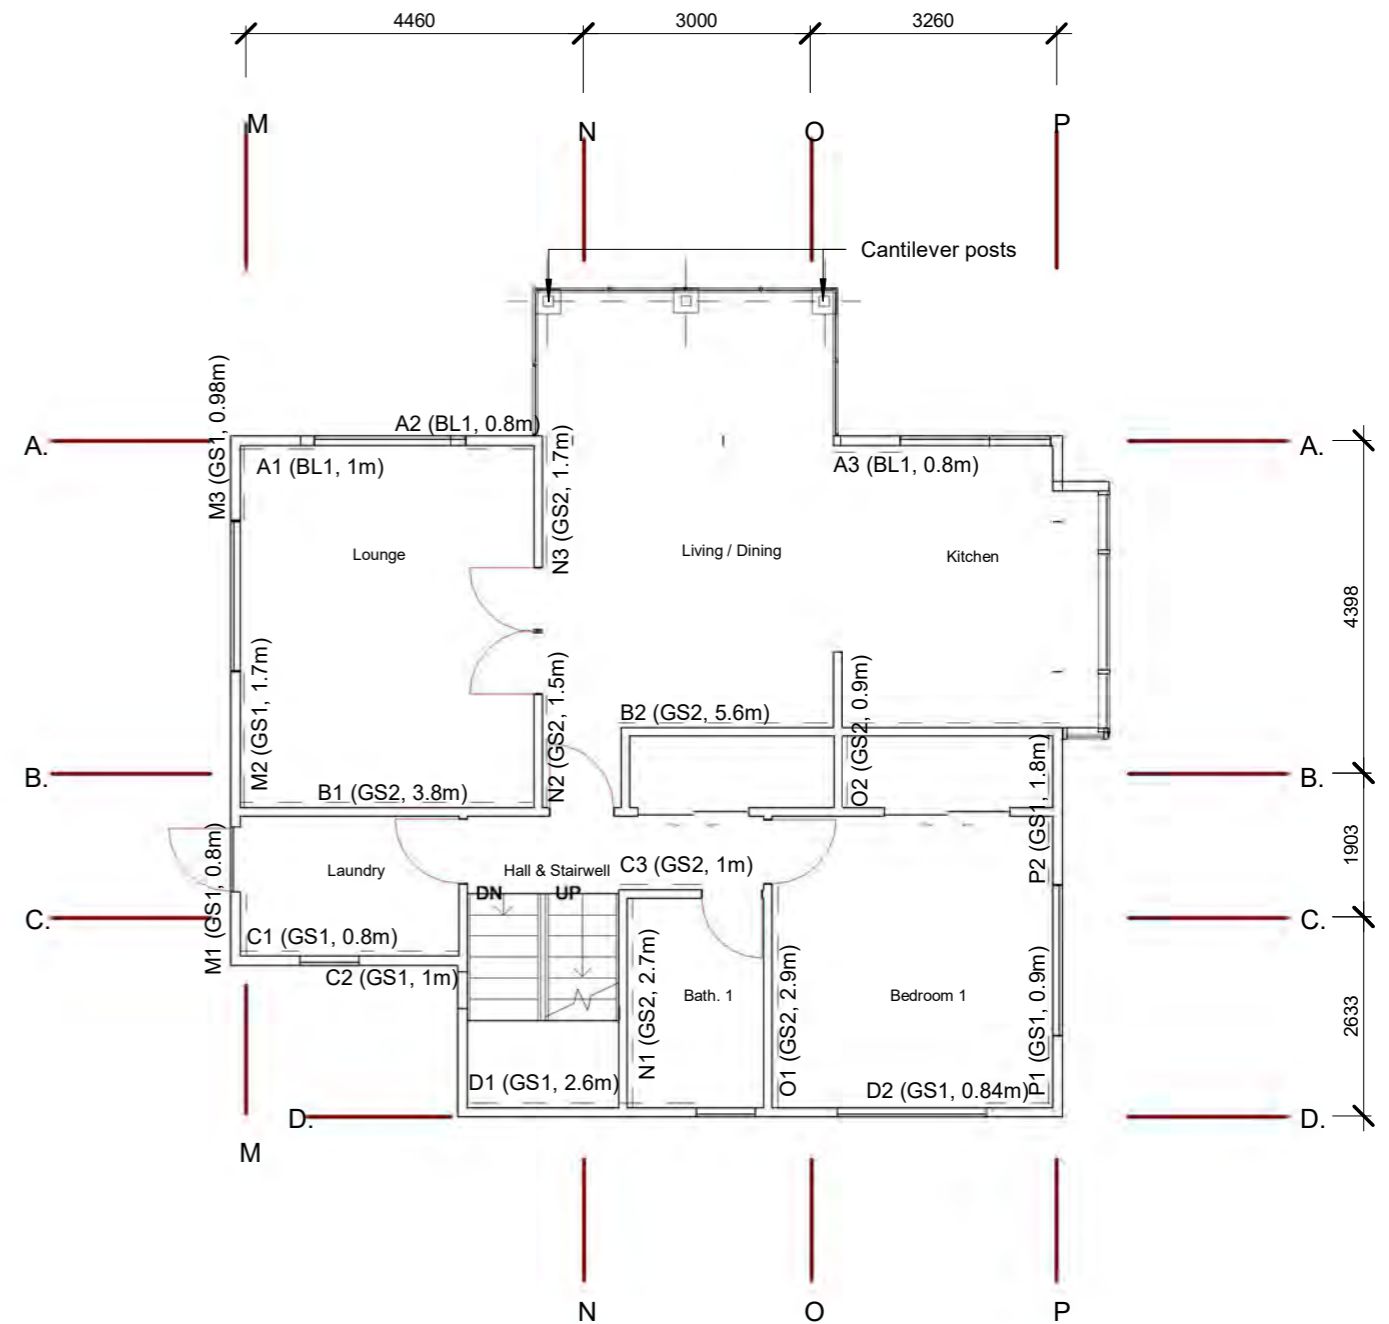 4460
3000
3260
M
N
O
P
Cantilever posts
M3 (GS1, 0.98m)
A2 (BL1, 0.8m)
A.
A.
A1 (BL1, 1m)
N3 (GS2, 1.7m)
A3 (BL1, 0.8m)
Lounge
Living / Dining
Kitchen
4398
M2 (GS1, 1.7m)
N2 (GS2, 1.5m)
B2 (GS2, 5.6m)
O2 (GS2, 0.9m)
B.
B.
B1 (GS2, 3.8m)
P2 (GS1, 1.8m)
1903
M1 (GS1, 0.8m)
Laundry
Hall & Stairwell
C3 (GS2, 1m)
DN
UP
C.
C.
C1 (GS1, 0.8m)
C2 (GS1, 1m)
N1 (GS2, 2.7m)
Bath. 1
O1 (GS2, 2.9m)
Bedroom 1
P1 (GS1, 0.9m)
2633
D1 (GS1, 2.6m)
D2 (GS1, 0.84m)
D.
D.
M
N
O
P